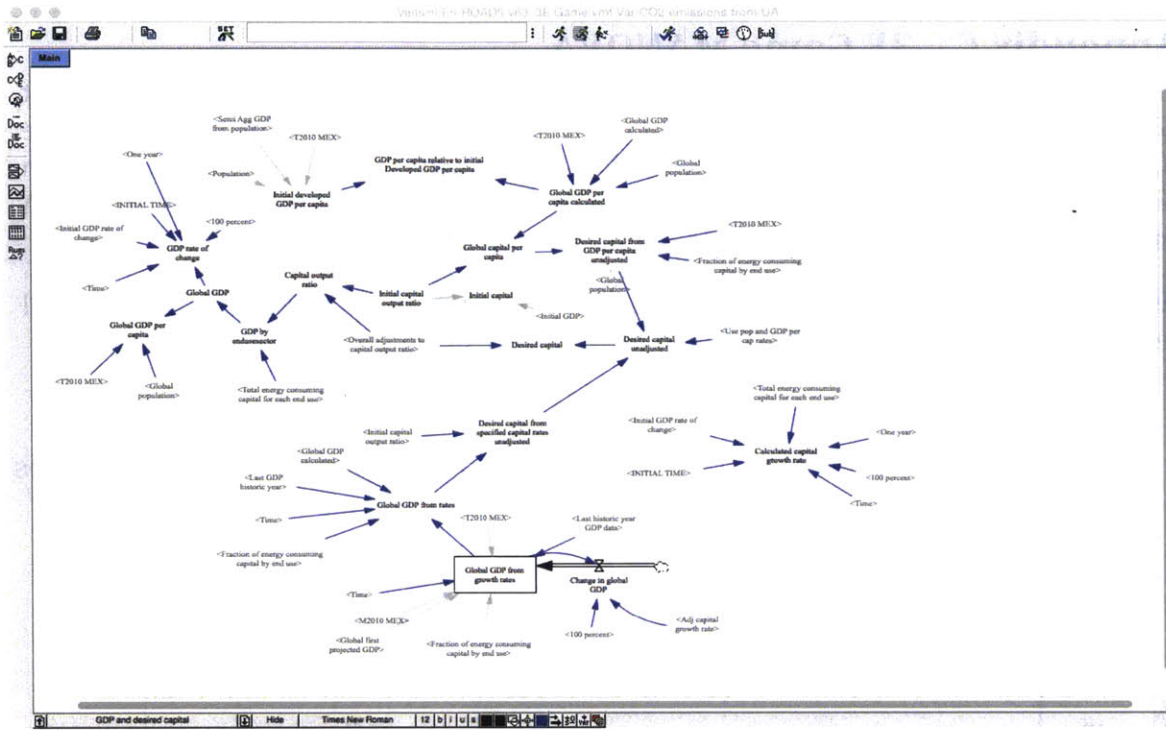 Main
<Semi Agg GDP
from population>
<T2010 MEX>
<Global GDP
calculated>
<T2010 MEX>
<One year>
GDP per capita relative to initial
Developed GDP per capita
<Global
population>
<Population>
Initial developed
GDP per capita
Global GDP per
capita calculated
<INITIAL TIME>
<100 percent>
<Initial GDP rate of
change>
GDP rate of
change
Global capital per
capita
Desired capital from
GDP per capita
unadjusted
<T2010 MEX>
<Fraction of energy consuming
capital by end use>
<Time>
Global GDP
Capital output
ratio
Initial capital
output ratio
Initial capital
<Global
population>
<Initial GDP>
Global GDP per
capita
GDP by
endusesector
<Overall adjustments to
capital output ratio>
Desired capital
Desired capital
unadjusted
<Use pop and GDP per
cap rates>
<T2010 MEX>
<Global
population>
<Total energy consuming
capital for each end use>
<Total energy consuming
capital for each end use>
<Initial capital
output ratio>
Desired capital from
specified capital rates
unadjusted
<Initial GDP rate of
change>
<One year>
<Global GDP
calculated>
Calculated capital
growth rate
<Last GDP
historic year>
<INITIAL TIME>
<100 percent>
Global GDP from rates
<Time>
<Time>
<T2010 MEX>
<Last historic year
GDP data>
<Fraction of energy consuming
capital by end use>
Global GDP from
growth rates
Change in global
GDP
<Time>
<M2010 MEX>
<Adj capital
growth rate>
<100 percent>
<Global first
projected GDP>
<Fraction of energy consuming
capital by end use>
GDP and desired capital
Hide
Times New Roman
12
b
i
u
s